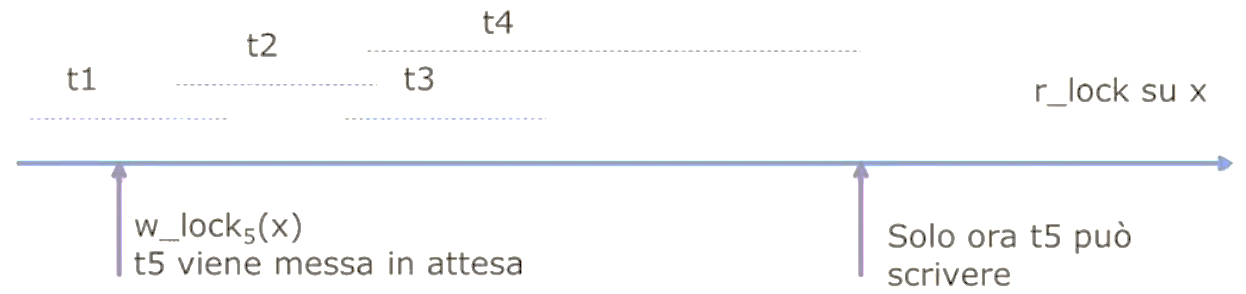 t4
t2
t1
t3
r_lock su x
w_lock₅(x)
t5 viene messa in attesa
Solo ora t5 può
scrivere